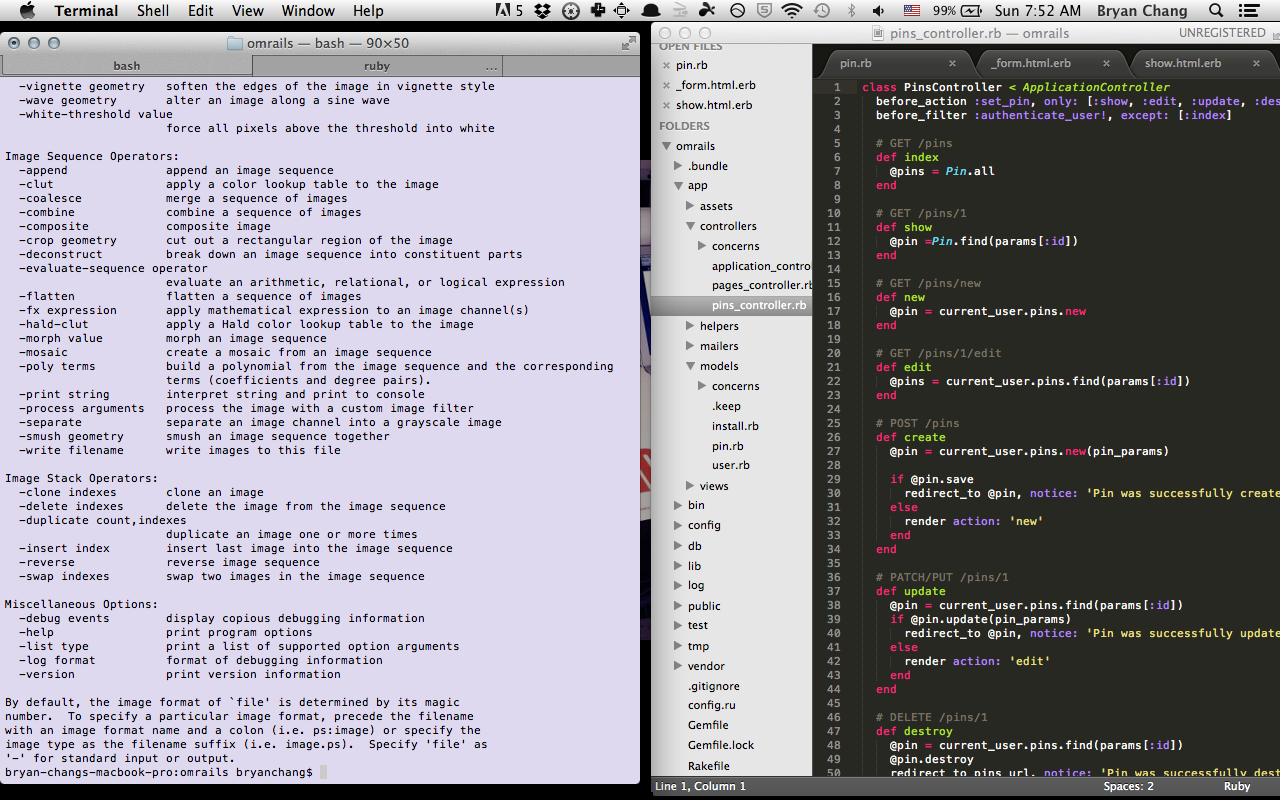 Terminal Shell Edit View Window Help 5 99% Sun 7:52 AM Bryan Chang
omrails — bash — 90×50
bash ruby ...
-vignette geometry soften the edges of the image in vignette style
-wave geometry alter an image along a sine wave
-white-threshold value
force all pixels above the threshold into white
Image Sequence Operators:
-append append an image sequence
-clut apply a color lookup table to the image
-coalesce merge a sequence of images
-combine combine a sequence of images
-composite composite image
-crop geometry cut out a rectangular region of the image
-deconstruct break down an image sequence into constituent parts
-evaluate-sequence operator
evaluate an arithmetic, relational, or logical expression
-flatten flatten a sequence of images
-fx expression apply mathematical expression to an image channel(s)
-hald-clut apply a Hald color lookup table to the image
-morph value morph an image sequence
-mosaic create a mosaic from an image sequence
-poly terms build a polynomial from the image sequence and the corresponding
terms (coefficients and degree pairs).
-print string interpret string and print to console
-process arguments process the image with a custom image filter
-separate separate an image channel into a grayscale image
-smush geometry smush an image sequence together
-write filename write images to this file
Image Stack Operators:
-clone indexes clone an image
-delete indexes delete the image from the image sequence
-duplicate count,indexes
duplicate an image one or more times
-insert index insert last image into the image sequence
-reverse reverse image sequence
-swap indexes swap two images in the image sequence
Miscellaneous Options:
-debug events display copious debugging information
-help print program options
-list type print a list of supported option arguments
-log format format of debugging information
-version print version information
By default, the image format of `file' is determined by its magic
number. To specify a particular image format, precede the filename
with an image format name and a colon (i.e. ps:image) or specify the
image type as the filename suffix (i.e. image.ps). Specify 'file' as
'-' for standard input or output.
bryan-changs-macbook-pro:omrails bryanchang$
pins_controller.rb — omrails UNREGISTERED
OPEN FILES
pin.rb
_form.html.erb
show.html.erb
FOLDERS
omrails
.bundle
app
assets
controllers
concerns
application_contro
pages_controller.rb
pins_controller.rb
helpers
mailers
models
concerns
.keep
install.rb
pin.rb
user.rb
views
bin
config
db
lib
log
public
test
tmp
vendor
.gitignore
config.ru
Gemfile
Gemfile.lock
Rakefile
pin.rb × _form.html.erb × show.html.erb ×
1 class PinsController < ApplicationController
2 before_action :set_pin, only: [:show, :edit, :update, :des
3 before_filter :authenticate_user!, except: [:index]
4
5 # GET /pins
6 def index
7 @pins = Pin.all
8 end
9
10 # GET /pins/1
11 def show
12 @pin =Pin.find(params[:id])
13 end
14
15 # GET /pins/new
16 def new
17 @pin = current_user.pins.new
18 end
19
20 # GET /pins/1/edit
21 def edit
22 @pins = current_user.pins.find(params[:id])
23 end
24
25 # POST /pins
26 def create
27 @pin = current_user.pins.new(pin_params)
28
29 if @pin.save
30 redirect_to @pin, notice: 'Pin was successfully create
31 else
32 render action: 'new'
33 end
34 end
35
36 # PATCH/PUT /pins/1
37 def update
38 @pin = current_user.pins.find(params[:id])
39 if @pin.update(pin_params)
40 redirect_to @pin, notice: 'Pin was successfully update
41 else
42 render action: 'edit'
43 end
44 end
45
46 # DELETE /pins/1
47 def destroy
48 @pin = current_user.pins.find(params[:id])
49 @pin.destroy
50 redirect_to pins_url, notice: 'Pin was successfully dest
Line 1, Column 1 Spaces: 2 Ruby